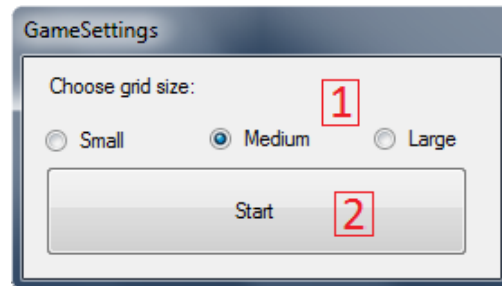 GameSettings
Choose grid size:
1
Small Medium Large
Start 2